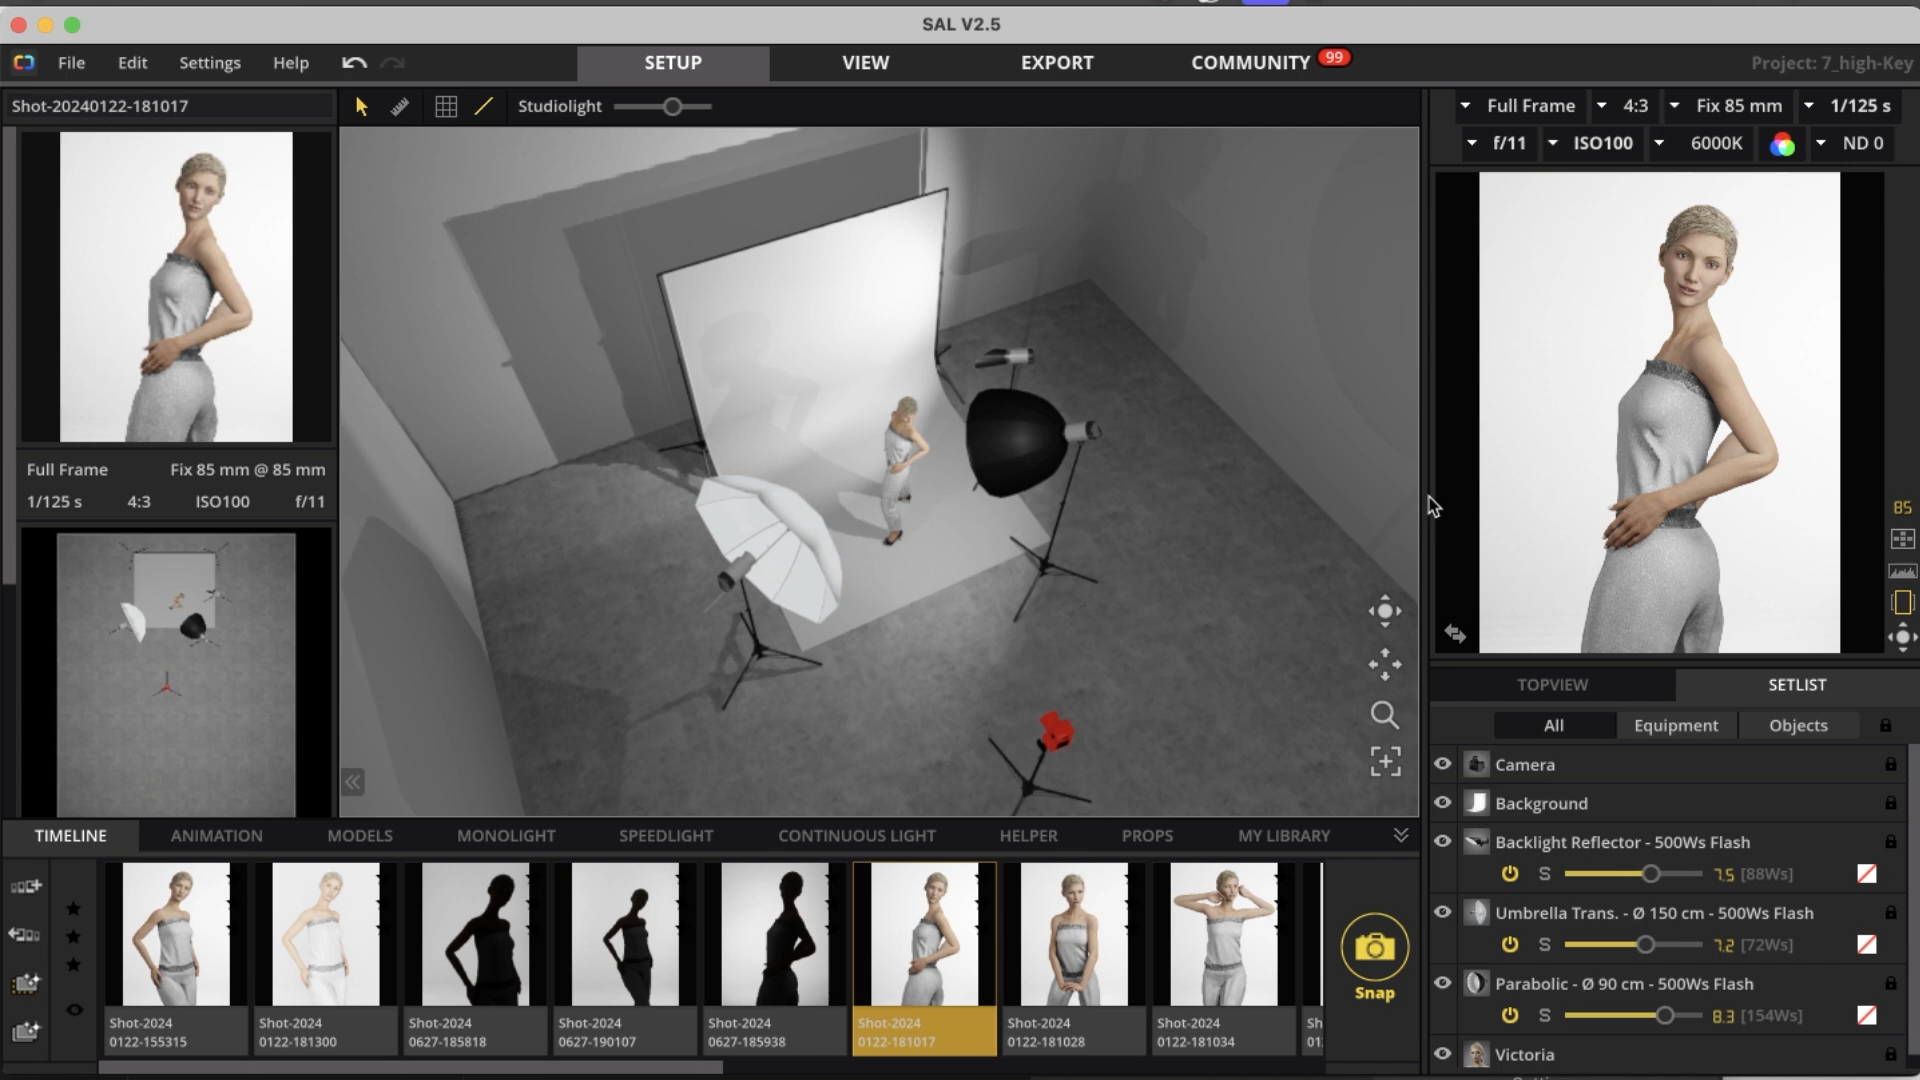 SAL V2.5
File Edit Settings Help SETUP VIEW EXPORT COMMUNITY 99 Project: 7_high-Key
Shot-20240122-181017 Studiolight
Full Frame 4:3 Fix 85 mm 1/125 s
f/11 ISO100 6000K ND 0
Full Frame Fix 85 mm @ 85 mm
1/125 s 4:3 ISO100 f/11
85
TOPVIEW SETLIST
All Equipment Objects
Camera
Background
Backlight Reflector - 500Ws Flash
S 7.5 [88Ws]
Umbrella Trans. - Ø 150 cm - 500Ws Flash
S 7.2 [72Ws]
Parabolic - Ø 90 cm - 500Ws Flash
S 8.3 [154Ws]
Victoria
TIMELINE ANIMATION MODELS MONOLIGHT SPEEDLIGHT CONTINUOUS LIGHT HELPER PROPS MY LIBRARY
Shot-2024
0122-155315
Shot-2024
0122-181300
Shot-2024
0627-185818
Shot-2024
0627-190107
Shot-2024
0627-185938
Shot-2024
0122-181017
Shot-2024
0122-181028
Shot-2024
0122-181034
Sh
01
Snap